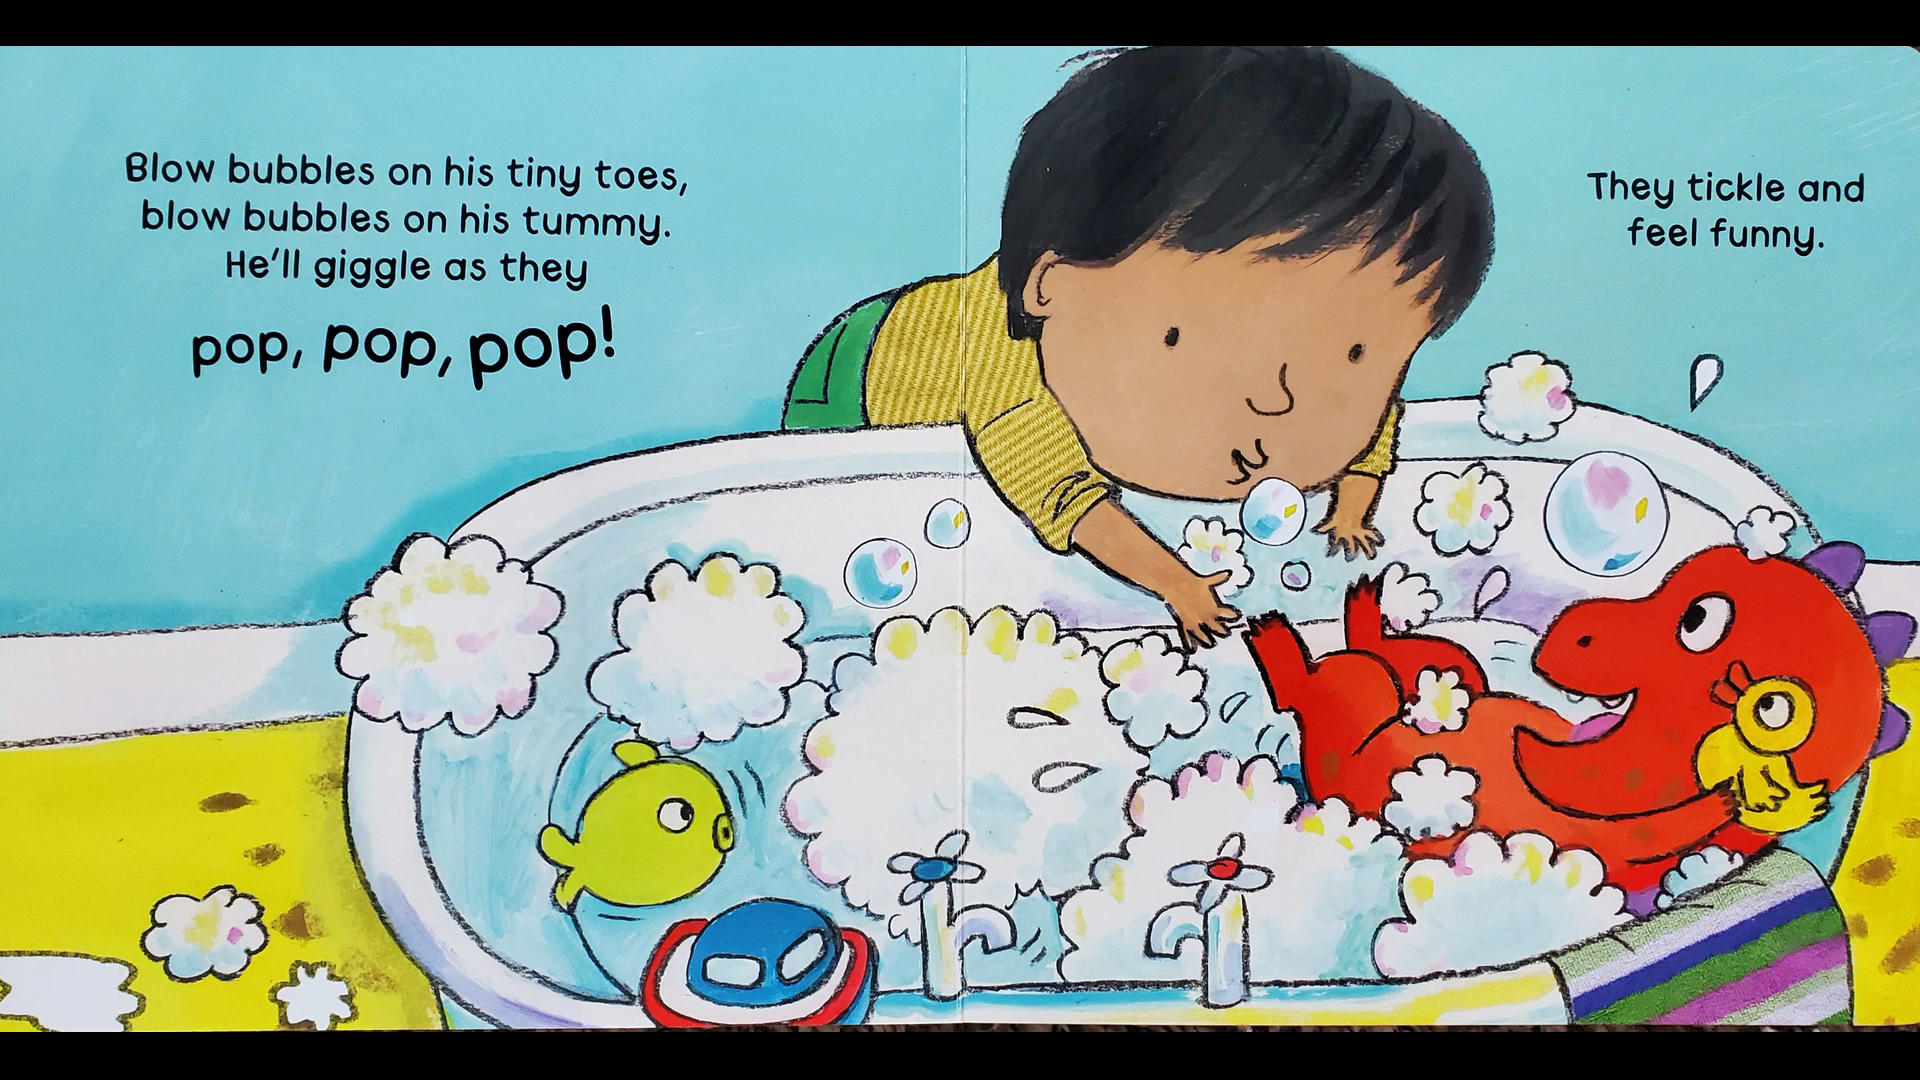 Blow bubbles on his tiny toes,
blow bubbles on his tummy.
He'll giggle as they
pop, pop, pop!
They tickle and
feel funny.